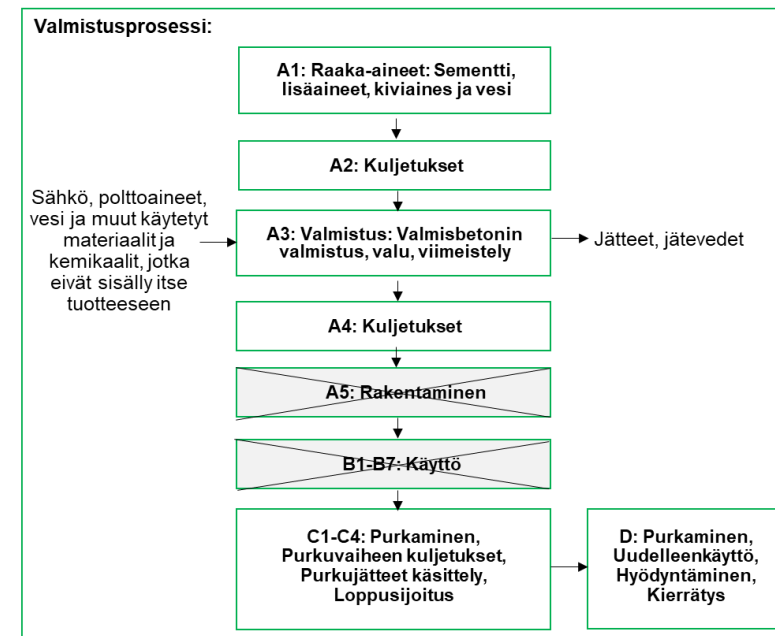 Valmistusprosessi:
A1: Raaka-aineet: Sementti,
lisäaineet, kiviaines ja vesi
A2: Kuljetukset
Sähkö, polttoaineet,
vesi ja muut käytetyt
materiaalit ja
kemikaalit, jotka
eivät sisälly itse
tuotteeseen
A3: Valmistus: Valmisbetonin
valmistus, valu, viimeistely
Jätteet, jätevedet
A4: Kuljetukset
A5: Rakentaminen
B1-B7: Käyttö
C1-C4: Purkaminen,
Purkuvaiheen kuljetukset,
Purkujätteet käsittely,
Loppusijoitus
D: Purkaminen,
Uudelleenkäyttö,
Hyödyntäminen,
Kierrätys